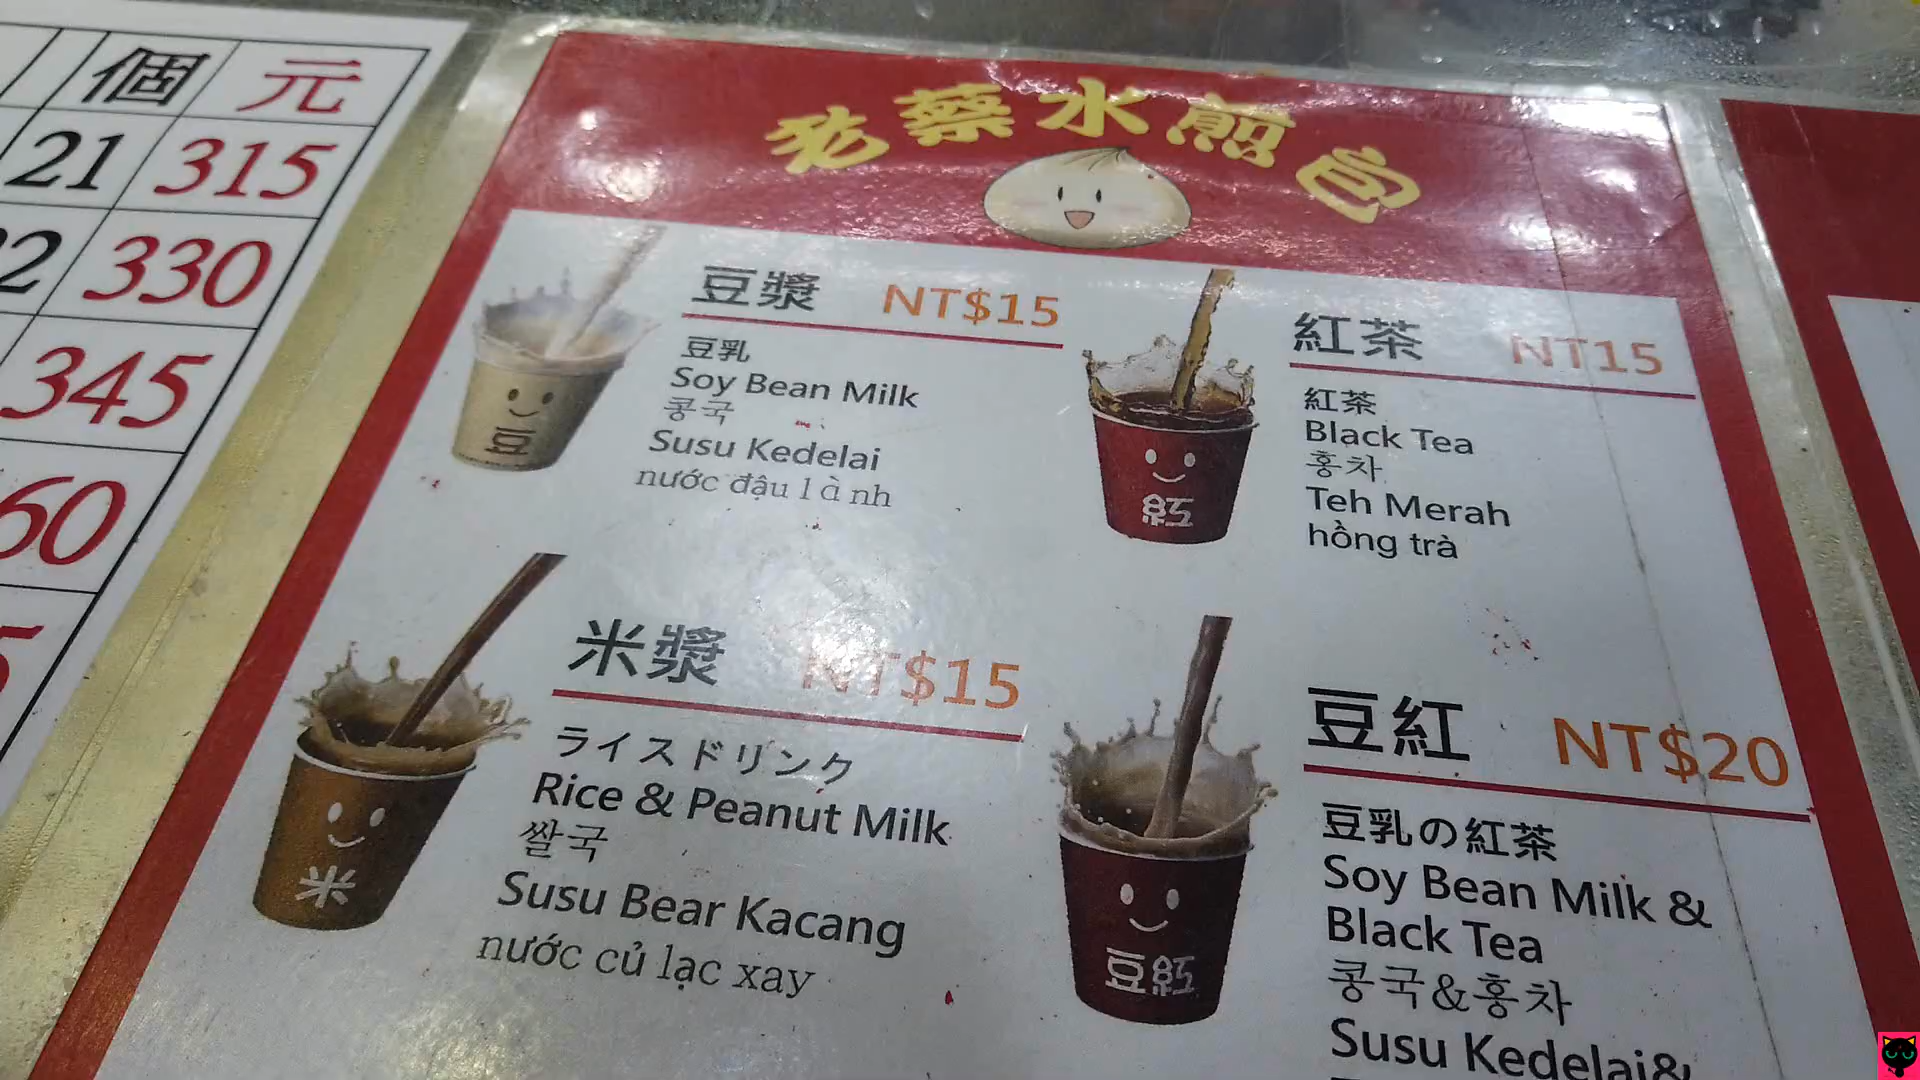 個 元
21 315
22 330
345
60
5
老蔡水煎包
豆漿 NT$15
豆乳
Soy Bean Milk
콩국
Susu Kedelai
nước đậu l à nh
豆
紅茶 NT15
紅茶
Black Tea
홍차
Teh Merah
hồng trà
紅
米漿 NT$15
ライスドリンク
Rice & Peanut Milk
쌀국
Susu Bear Kacang
nước củ lạc xay
米
豆紅 NT$20
豆乳の紅茶
Soy Bean Milk &
Black Tea
콩국&홍차
Susu Kedelai&
豆紅